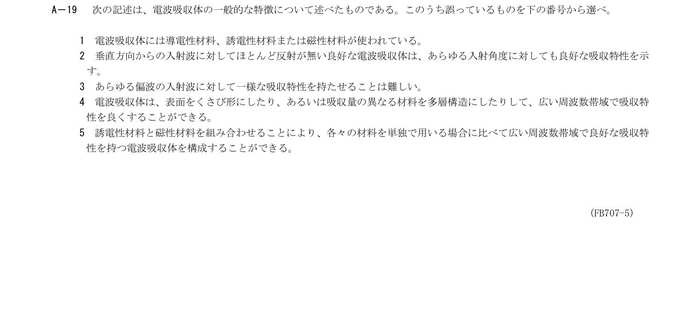 A－19　次の記述は、電波吸収体の一般的な特徴について述べたものである。このうち誤っているものを下の番号から選べ。
1　電波吸収体には導電性材料、誘電性材料または磁性材料が使われている。
2　垂直方向からの入射波に対してほとんど反射が無い良好な電波吸収体は、あらゆる入射角度に対しても良好な吸収特性を示
す。
3　あらゆる偏波の入射波に対して一様な吸収特性を持たせることは難しい。
4　電波吸収体は、表面をくさび形にしたり、あるいは吸収量の異なる材料を多層構造にしたりして、広い周波数帯域で吸収特
性を良くすることができる。
5　誘電性材料と磁性材料を組み合わせることにより、各々の材料を単独で用いる場合に比べて広い周波数帯域で良好な吸収特
性を持つ電波吸収体を構成することができる。
(FB707-5)